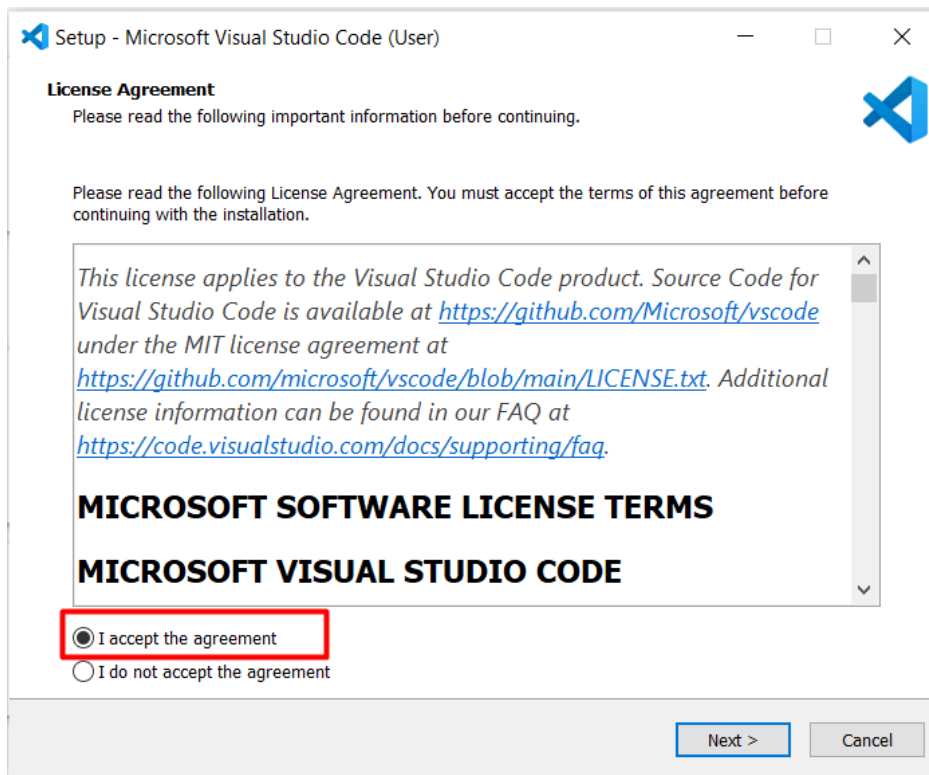 Setup - Microsoft Visual Studio Code (User)
License Agreement
Please read the following important information before continuing.
Please read the following License Agreement. You must accept the terms of this agreement before
continuing with the installation.
This license applies to the Visual Studio Code product. Source Code for
Visual Studio Code is available at https://github.com/Microsoft/vscode
under the MIT license agreement at
https://github.com/microsoft/vscode/blob/main/LICENSE.txt. Additional
license information can be found in our FAQ at
https://code.visualstudio.com/docs/supporting/faq.
MICROSOFT SOFTWARE LICENSE TERMS
MICROSOFT VISUAL STUDIO CODE
I accept the agreement
I do not accept the agreement
Next >
Cancel